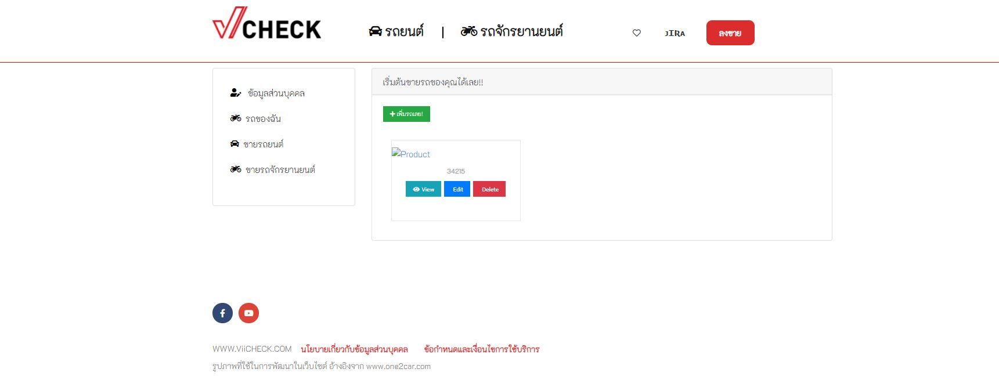 ViCHECK
รถยนต์ | รถจักรยานยนต์
JIRA
ลงขาย
ข้อมูลส่วนบุคคล
รถของฉัน
ขายรถยนต์
ขายรถจักรยานยนต์
เริ่มต้นขายรถของคุณได้เลย!!
เพิ่มรถเลย!
Product
34215
View Edit Delete
WWW.ViiCHECK.COM นโยบายเกี่ยวกับข้อมูลส่วนบุคคล ข้อกำหนดและเงื่อนไขการใช้บริการ
รูปภาพที่ใช้ในการพัฒนาในเว็บไซต์ อ้างอิงจาก www.one2car.com